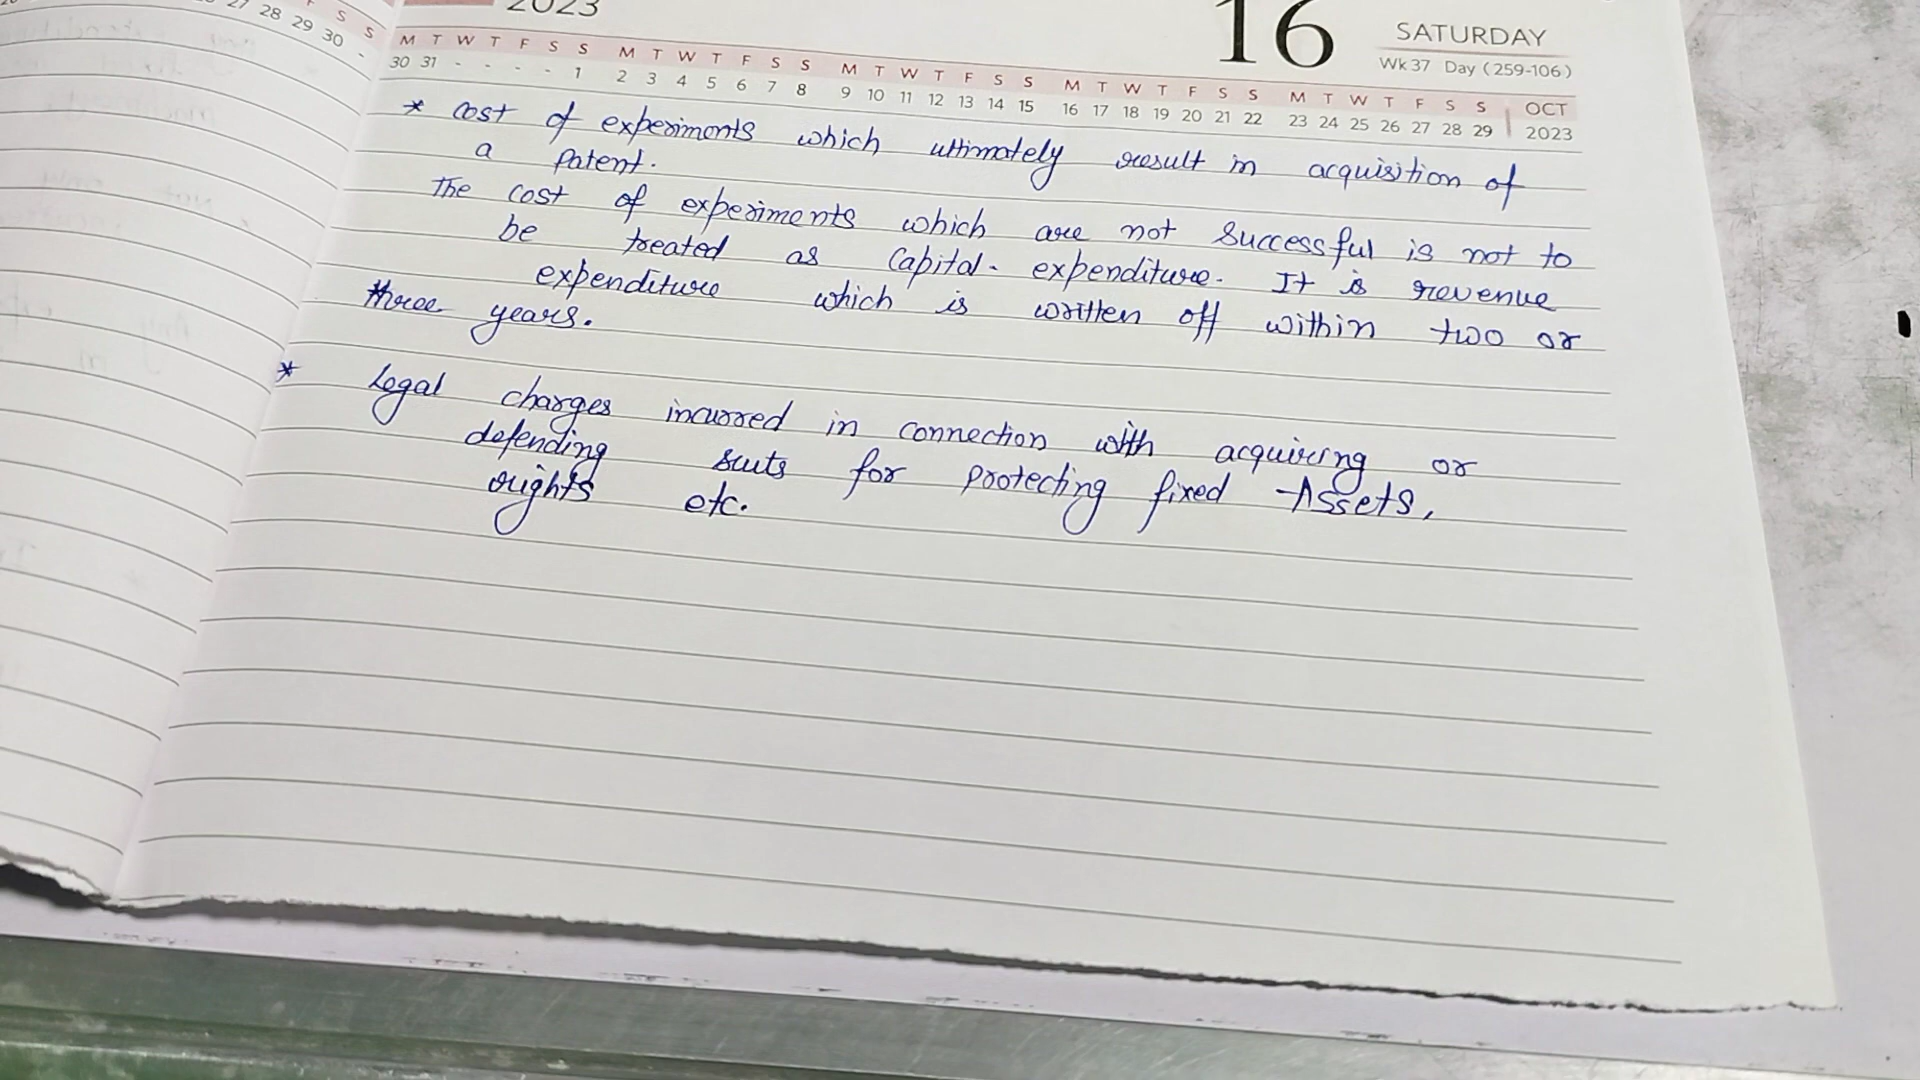 2023
16
SATURDAY
Wk 37 Day (259-106)
M T W T F S S M T W T F S S M T W T F S S M T W T F S S M T W T F S S OCT
30 31 - - - - 1 2 3 4 5 6 7 8 9 10 11 12 13 14 15 16 17 18 19 20 21 22 23 24 25 26 27 28 29 2023
F S S
27 28 29 30 -
* cost of experiments which ultimately result in acquisition of
a Patent.
The cost of experiments which are not successful is not to
be treated as Capital- expenditure. It is revenue
expenditure which is written off within two or
three years.
* Legal charges incurred in connection with acquiring or
defending suits for protecting fixed Assets,
rights etc.